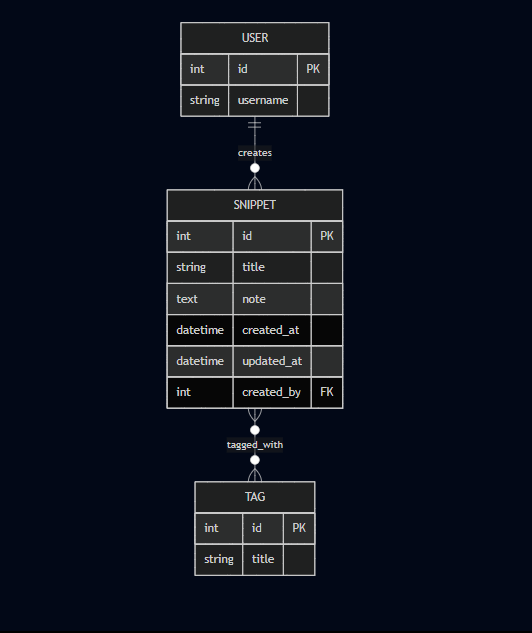 USER
int id PK
string username
creates
SNIPPET
int id PK
string title
text note
datetime created_at
datetime updated_at
int created_by FK
tagged_with
TAG
int id PK
string title